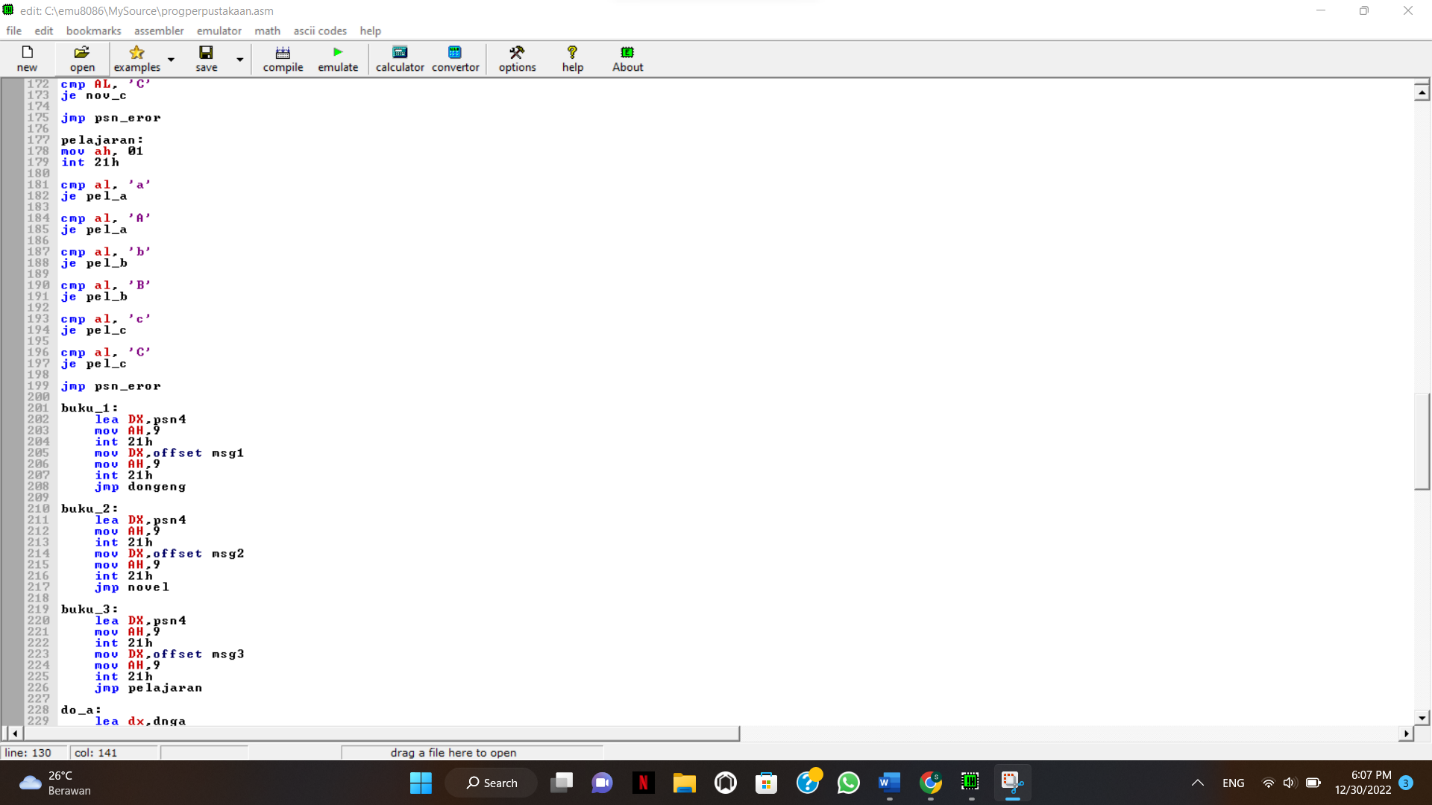 edit: C:\emu8086\MySource\progperpustakaan.asm
file edit bookmarks assembler emulator math ascii codes help
new open examples save compile emulate calculator convertor options help About
172 cmp AL, 'C'
173 je nov_c
174
175 jmp psn_eror
176
177 pelajaran:
178 mov ah, 01
179 int 21h
180
181 cmp al, 'a'
182 je pel_a
183
184 cmp al, 'A'
185 je pel_a
186
187 cmp al, 'b'
188 je pel_b
189
190 cmp al, 'B'
191 je pel_b
192
193 cmp al, 'c'
194 je pel_c
195
196 cmp al, 'C'
197 je pel_c
198
199 jmp psn_eror
200
201 buku_1:
202 lea DX,psn4
203 mov AH,9
204 int 21h
205 mov DX,offset msg1
206 mov AH,9
207 int 21h
208 jmp dongeng
209
210 buku_2:
211 lea DX,psn4
212 mov AH,9
213 int 21h
214 mov DX,offset msg2
215 mov AH,9
216 int 21h
217 jmp novel
218
219 buku_3:
220 lea DX,psn4
221 mov AH,9
222 int 21h
223 mov DX,offset msg3
224 mov AH,9
225 int 21h
226 jmp pelajaran
227
228 do_a:
229 lea dx,dnga
line: 130 col: 141 drag a file here to open
26°C
Berawan
Search
ENG
6:07 PM
12/30/2022
3